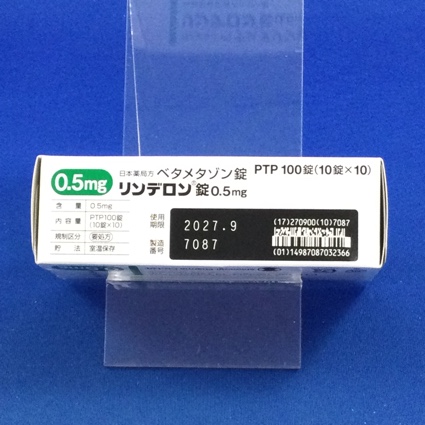 0.5mg
日本薬局方 ベタメタゾン錠 PTP 100錠(10錠×10)
リンデロン®錠0.5mg
含量 0.5mg
内容量 PTP100錠
(10錠×10)
規制区分 要処方
貯法 室温保存
使用
期限 2027.9
製造
番号 7087
(17)270900(10)7087
(01)14987087032366